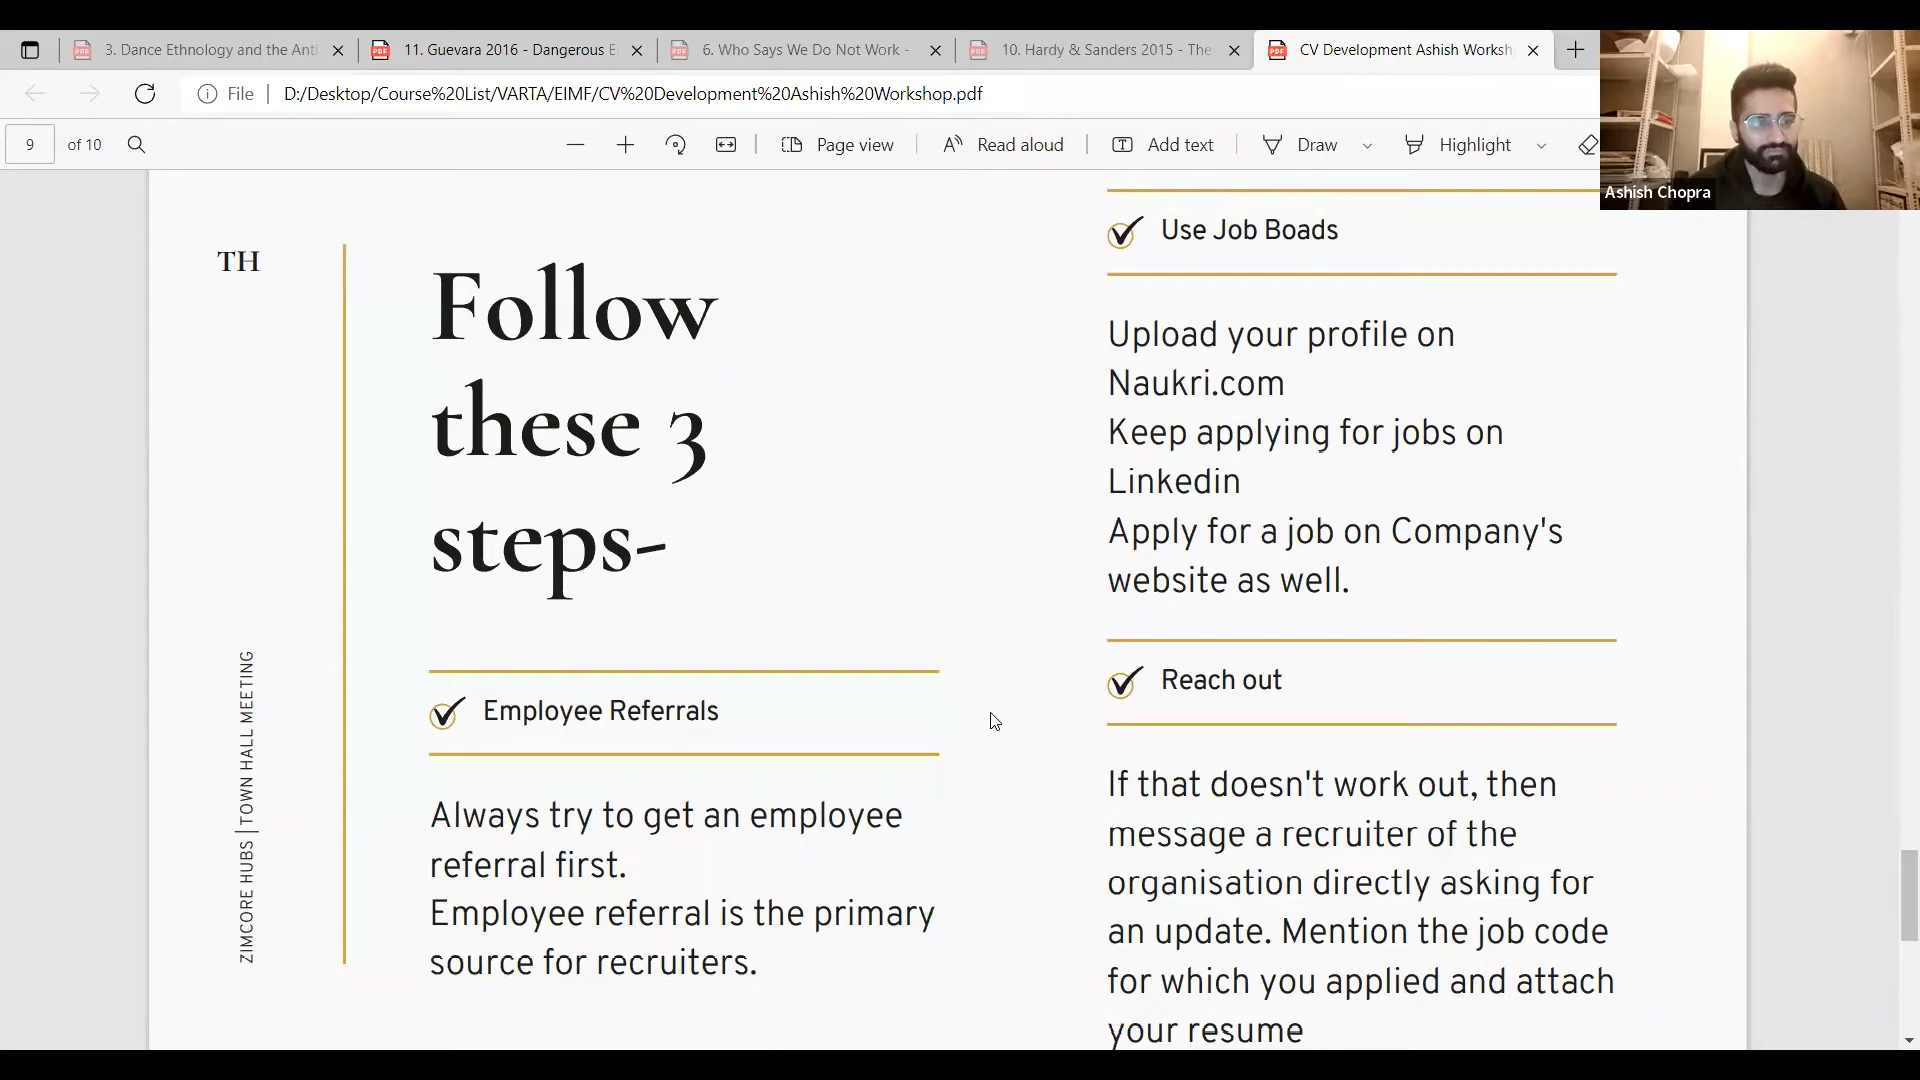 3. Dance Ethnology and the Ant
11. Guevara 2016 - Dangerous E
6. Who Says We Do Not Work -
10. Hardy & Sanders 2015 - The
CV Development Ashish Worksh
File
D:/Desktop/Course%20List/VARTA/EIMF/CV%20Development%20Ashish%20Workshop.pdf
9 of 10
Page view
Read aloud
Add text
Draw
Highlight
Ashish Chopra
TH
ZIMCORE HUBS | TOWN HALL MEETING
Follow
these 3
steps-
Employee Referrals
Always try to get an employee
referral first.
Employee referral is the primary
source for recruiters.
Use Job Boads
Upload your profile on
Naukri.com
Keep applying for jobs on
Linkedin
Apply for a job on Company's
website as well.
Reach out
If that doesn't work out, then
message a recruiter of the
organisation directly asking for
an update. Mention the job code
for which you applied and attach
your resume